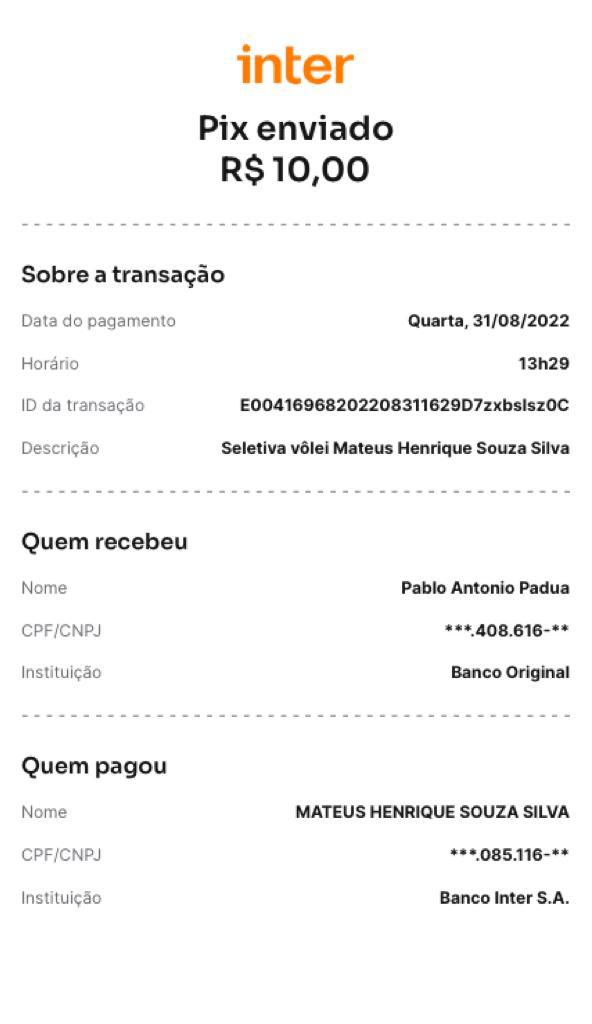 inter
Pix enviado
R$ 10,00
Sobre a transação
Data do pagamento Quarta, 31/08/2022
Horário 13h29
ID da transação E00416968202208311629D7zxbslsz0C
Descrição Seletiva vôlei Mateus Henrique Souza Silva
Quem recebeu
Nome Pablo Antonio Padua
CPF/CNPJ ***.408.616-**
Instituição Banco Original
Quem pagou
Nome MATEUS HENRIQUE SOUZA SILVA
CPF/CNPJ ***.085.116-**
Instituição Banco Inter S.A.